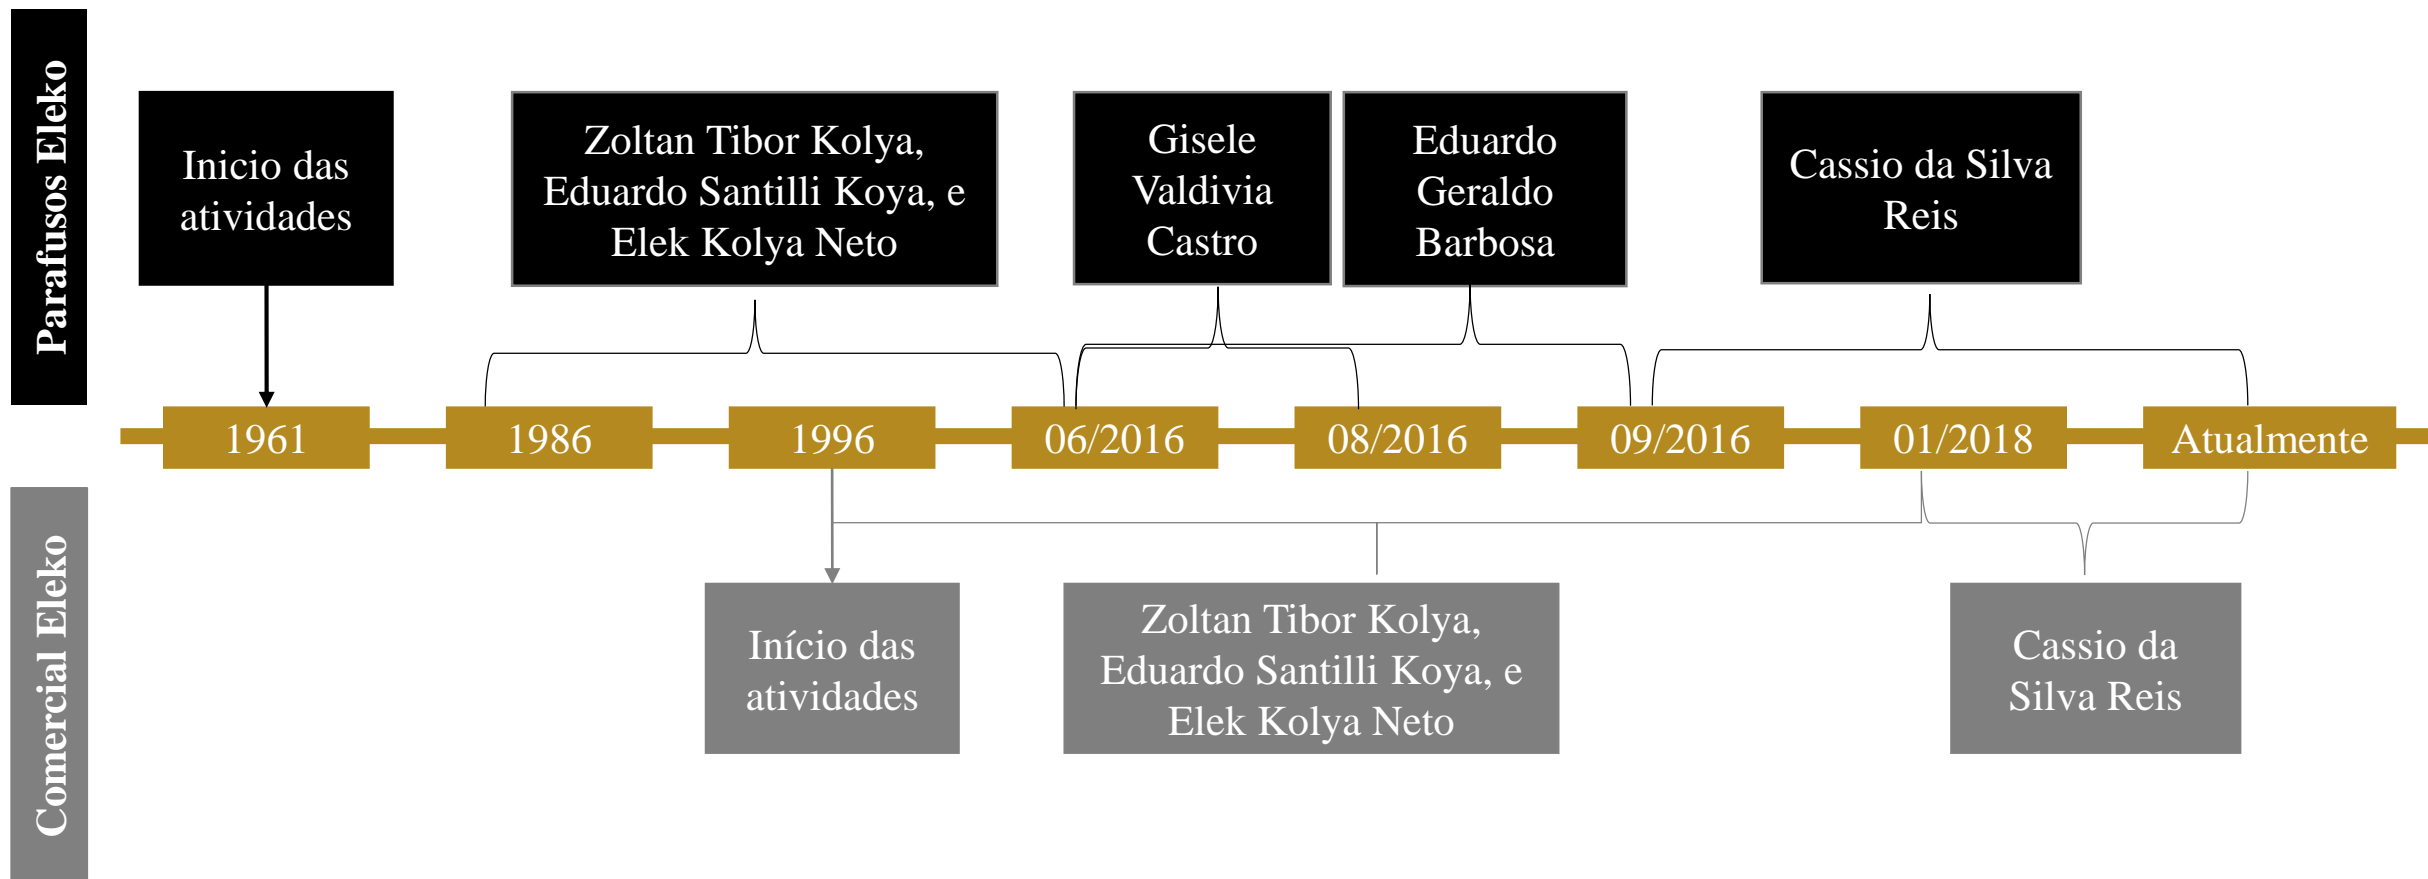 Parafusos Eleko
Inicio das
atividades
Zoltan Tibor Kolya,
Eduardo Santilli Koya, e
Elek Kolya Neto
Gisele
Valdivia
Castro
Eduardo
Geraldo
Barbosa
Cassio da Silva
Reis
1961
1986
1996
06/2016
08/2016
09/2016
01/2018
Atualmente
Comercial Eleko
Início das
atividades
Zoltan Tibor Kolya,
Eduardo Santilli Koya, e
Elek Kolya Neto
Cassio da
Silva Reis